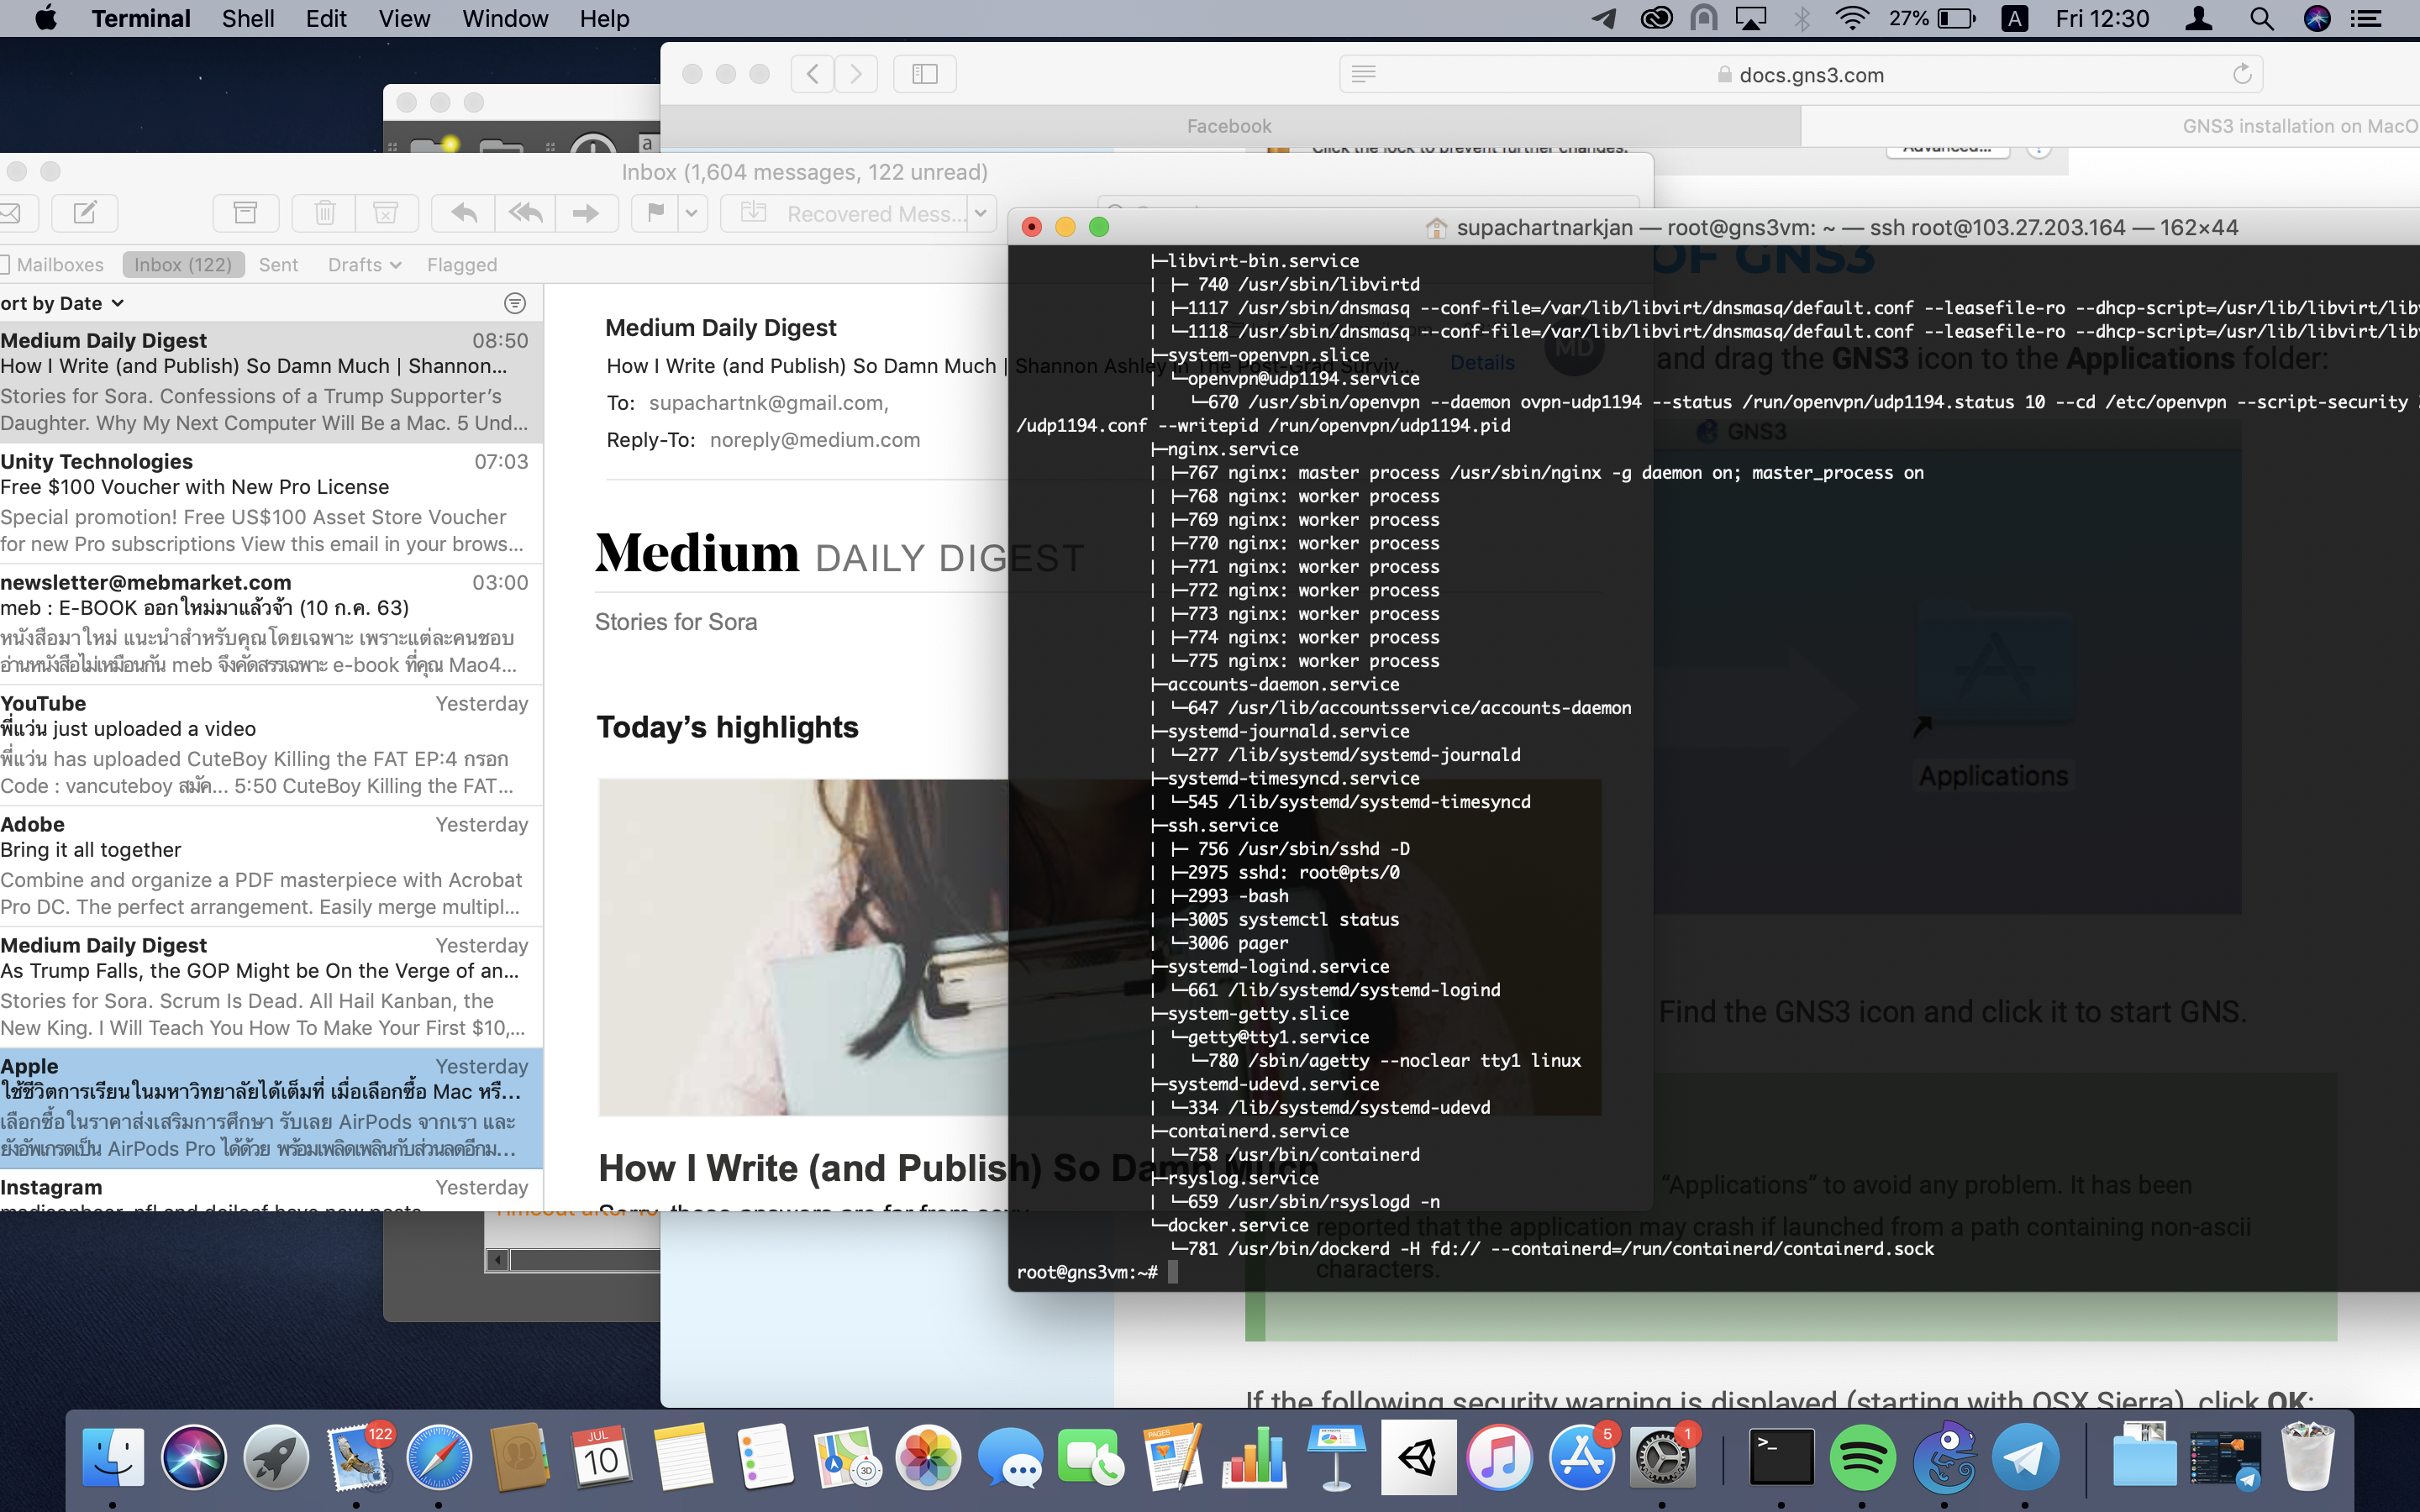 Terminal Shell Edit View Window Help
27% A Fri 12:30
docs.gns3.com
Facebook
GNS3 installation on MacO
a
Click the lock to prevent further changes.
Advanced...
Inbox (1,604 messages, 122 unread)
Recovered Mess...
Mailboxes Inbox (122) Sent Drafts Flagged
ort by Date
Medium Daily Digest 08:50
How I Write (and Publish) So Damn Much | Shannon...
Stories for Sora. Confessions of a Trump Supporter's
Daughter. Why My Next Computer Will Be a Mac. 5 Und...
Unity Technologies 07:03
Free $100 Voucher with New Pro License
Special promotion! Free US$100 Asset Store Voucher
for new Pro subscriptions View this email in your brows...
newsletter@mebmarket.com 03:00
meb : E-BOOK ออกใหม่มาแล้วจ้า (10 ก.ค. 63)
หนังสือมาใหม่ แนะนำสำหรับคุณโดยเฉพาะ เพราะแต่ละคนชอบ
อ่านหนังสือไม่เหมือนกัน meb จึงคัดสรรเฉพาะ e-book ที่คุณ Mao4...
YouTube Yesterday
พี่แว่น just uploaded a video
พี่แว่น has uploaded CuteBoy Killing the FAT EP:4 กรอก
Code : vancuteboy สมัค... 5:50 CuteBoy Killing the FAT...
Adobe Yesterday
Bring it all together
Combine and organize a PDF masterpiece with Acrobat
Pro DC. The perfect arrangement. Easily merge multipl...
Medium Daily Digest Yesterday
As Trump Falls, the GOP Might be On the Verge of an...
Stories for Sora. Scrum Is Dead. All Hail Kanban, the
New King. I Will Teach You How To Make Your First $10,...
Apple Yesterday
ใช้ชีวิตการเรียนในมหาวิทยาลัยได้เต็มที่ เมื่อเลือกซื้อ Mac หรื...
เลือกซื้อในราคาส่งเสริมการศึกษา รับเลย AirPods จากเรา และ
ยังอัพเกรดเป็น AirPods Pro ได้ด้วย พร้อมเพลิดเพลินกับส่วนลดอีกม...
Instagram Yesterday
Medium Daily Digest
How I Write (and Publish) So Damn Much | Shannon Ashley in The Post-Grad Surviv...
Details
MD
To: supachartnk@gmail.com,
Reply-To: noreply@medium.com
Medium DAILY DIGEST
Stories for Sora
Today's highlights
How I Write (and Publish) So Damn Much
supachartnarkjan — root@gns3vm: ~ — ssh root@103.27.203.164 — 162×44
├─libvirt-bin.service
│ ├─ 740 /usr/sbin/libvirtd
│ ├─1117 /usr/sbin/dnsmasq --conf-file=/var/lib/libvirt/dnsmasq/default.conf --leasefile-ro --dhcp-script=/usr/lib/libvirt/lib
│ └─1118 /usr/sbin/dnsmasq --conf-file=/var/lib/libvirt/dnsmasq/default.conf --leasefile-ro --dhcp-script=/usr/lib/libvirt/lib
├─system-openvpn.slice
│ └─openvpn@udp1194.service
│   └─670 /usr/sbin/openvpn --daemon ovpn-udp1194 --status /run/openvpn/udp1194.status 10 --cd /etc/openvpn --script-security
/udp1194.conf --writepid /run/openvpn/udp1194.pid
├─nginx.service
│ ├─767 nginx: master process /usr/sbin/nginx -g daemon on; master_process on
│ ├─768 nginx: worker process
│ ├─769 nginx: worker process
│ ├─770 nginx: worker process
│ ├─771 nginx: worker process
│ ├─772 nginx: worker process
│ ├─773 nginx: worker process
│ ├─774 nginx: worker process
│ └─775 nginx: worker process
├─accounts-daemon.service
│ └─647 /usr/lib/accountsservice/accounts-daemon
├─systemd-journald.service
│ └─277 /lib/systemd/systemd-journald
├─systemd-timesyncd.service
│ └─545 /lib/systemd/systemd-timesyncd
├─ssh.service
│ ├─ 756 /usr/sbin/sshd -D
│ ├─2975 sshd: root@pts/0
│ ├─2993 -bash
│ ├─3005 systemctl status
│ └─3006 pager
├─systemd-logind.service
│ └─661 /lib/systemd/systemd-logind
├─system-getty.slice
│ └─getty@tty1.service
│   └─780 /sbin/agetty --noclear tty1 linux
├─systemd-udevd.service
│ └─334 /lib/systemd/systemd-udevd
├─containerd.service
│ └─758 /usr/bin/containerd
├─rsyslog.service
│ └─659 /usr/sbin/rsyslogd -n
└─docker.service
  └─781 /usr/bin/dockerd -H fd:// --containerd=/run/containerd/containerd.sock
root@gns3vm:~#
OF GNS3
and drag the GNS3 icon to the Applications folder:
GNS3
Applications
Find the GNS3 icon and click it to start GNS.
“Applications” to avoid any problem. It has been
reported that the application may crash if launched from a path containing non-ascii
characters.
If the following security warning is displayed (starting with OSX Sierra), click OK:
122
JUL
10
3D
PAGES
5
1
>_